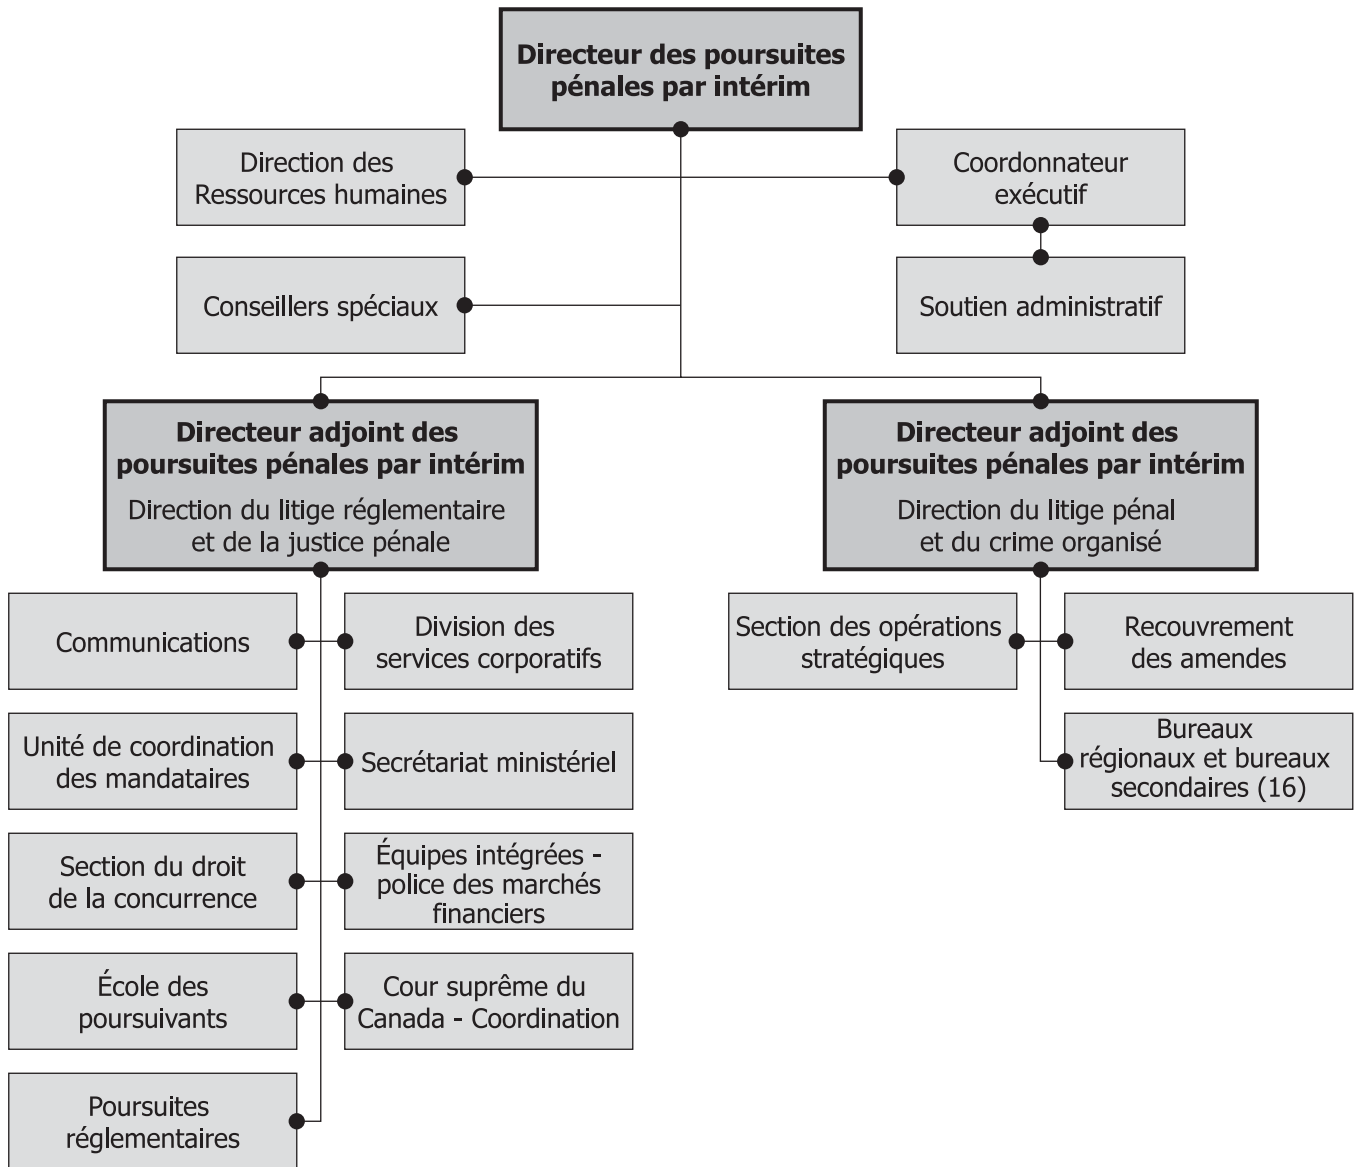 Directeur des poursuites
pénales par intérim
Direction des
Ressources humaines
Coordonnateur
exécutif
Conseillers spéciaux
Soutien administratif
Directeur adjoint des
poursuites pénales par intérim
Direction du litige réglementaire
et de la justice pénale
Directeur adjoint des
poursuites pénales par intérim
Direction du litige pénal
et du crime organisé
Communications
Division des
services corporatifs
Unité de coordination
des mandataires
Secrétariat ministériel
Section du droit
de la concurrence
Équipes intégrées -
police des marchés
financiers
École des
poursuivants
Cour suprême du
Canada - Coordination
Poursuites
réglementaires
Section des opérations
stratégiques
Recouvrement
des amendes
Bureaux
régionaux et bureaux
secondaires (16)